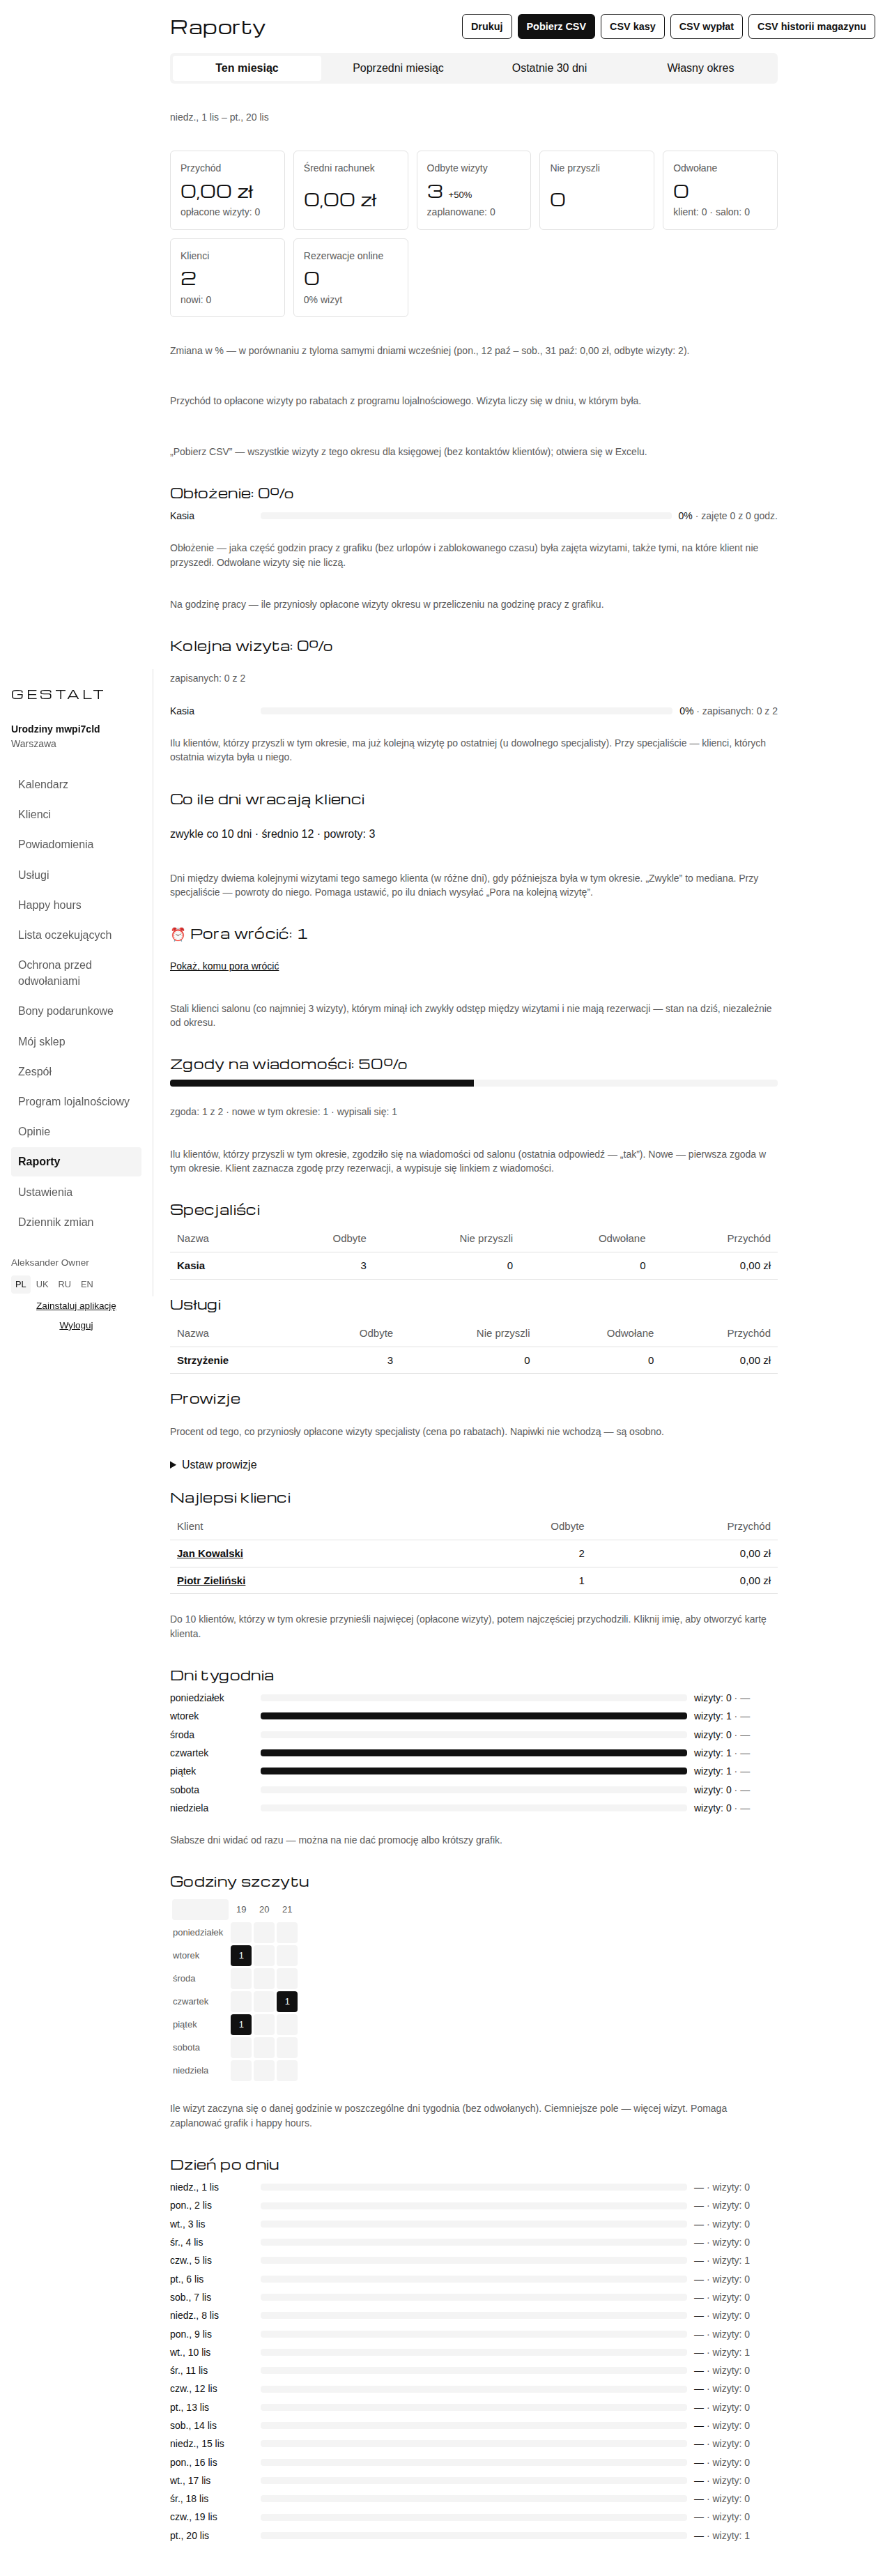 Raporty
Drukuj
Pobierz CSV
CSV kasy
CSV wypłat
CSV historii magazynu
Ten miesiąc
Poprzedni miesiąc
Ostatnie 30 dni
Własny okres
niedz., 1 lis – pt., 20 lis
Przychód
0,00 zł
opłacone wizyty: 0
Średni rachunek
0,00 zł
Odbyte wizyty
3 +50%
zaplanowane: 0
Nie przyszli
0
Odwołane
0
klient: 0 · salon: 0
Klienci
2
nowi: 0
Rezerwacje online
0
0% wizyt
Zmiana w % — w porównaniu z tyloma samymi dniami wcześniej (pon., 12 paź – sob., 31 paź: 0,00 zł, odbyte wizyty: 2).
Przychód to opłacone wizyty po rabatach z programu lojalnościowego. Wizyta liczy się w dniu, w którym była.
„Pobierz CSV” — wszystkie wizyty z tego okresu dla księgowej (bez kontaktów klientów); otwiera się w Excelu.
Obłożenie: 0%
Kasia 0% · zajęte 0 z 0 godz.
Obłożenie — jaka część godzin pracy z grafiku (bez urlopów i zablokowanego czasu) była zajęta wizytami, także tymi, na które klient nie
przyszedł. Odwołane wizyty się nie liczą.
Na godzinę pracy — ile przyniosły opłacone wizyty okresu w przeliczeniu na godzinę pracy z grafiku.
Kolejna wizyta: 0%
zapisanych: 0 z 2
Kasia 0% · zapisanych: 0 z 2
Ilu klientów, którzy przyszli w tym okresie, ma już kolejną wizytę po ostatniej (u dowolnego specjalisty). Przy specjaliście — klienci, których
ostatnia wizyta była u niego.
Co ile dni wracają klienci
zwykle co 10 dni · średnio 12 · powroty: 3
Dni między dwiema kolejnymi wizytami tego samego klienta (w różne dni), gdy późniejsza była w tym okresie. „Zwykle” to mediana. Przy
specjaliście — powroty do niego. Pomaga ustawić, po ilu dniach wysyłać „Pora na kolejną wizytę”.
⏰ Pora wrócić: 1
Pokaż, komu pora wrócić
Stali klienci salonu (co najmniej 3 wizyty), którym minął ich zwykły odstęp między wizytami i nie mają rezerwacji — stan na dziś, niezależnie
od okresu.
Zgody na wiadomości: 50%
zgoda: 1 z 2 · nowe w tym okresie: 1 · wypisali się: 1
Ilu klientów, którzy przyszli w tym okresie, zgodziło się na wiadomości od salonu (ostatnia odpowiedź — „tak”). Nowe — pierwsza zgoda w
tym okresie. Klient zaznacza zgodę przy rezerwacji, a wypisuje się linkiem z wiadomości.
Specjaliści
Nazwa Odbyte Nie przyszli Odwołane Przychód
Kasia 3 0 0 0,00 zł
Usługi
Nazwa Odbyte Nie przyszli Odwołane Przychód
Strzyżenie 3 0 0 0,00 zł
Prowizje
Procent od tego, co przyniosły opłacone wizyty specjalisty (cena po rabatach). Napiwki nie wchodzą — są osobno.
▶ Ustaw prowizje
Najlepsi klienci
Klient Odbyte Przychód
Jan Kowalski 2 0,00 zł
Piotr Zieliński 1 0,00 zł
Do 10 klientów, którzy w tym okresie przynieśli najwięcej (opłacone wizyty), potem najczęściej przychodzili. Kliknij imię, aby otworzyć kartę
klienta.
Dni tygodnia
poniedziałek wizyty: 0 · —
wtorek wizyty: 1 · —
środa wizyty: 0 · —
czwartek wizyty: 1 · —
piątek wizyty: 1 · —
sobota wizyty: 0 · —
niedziela wizyty: 0 · —
Słabsze dni widać od razu — można na nie dać promocję albo krótszy grafik.
Godziny szczytu
19 20 21
poniedziałek
wtorek 1
środa
czwartek 1
piątek 1
sobota
niedziela
Ile wizyt zaczyna się o danej godzinie w poszczególne dni tygodnia (bez odwołanych). Ciemniejsze pole — więcej wizyt. Pomaga
zaplanować grafik i happy hours.
Dzień po dniu
niedz., 1 lis — · wizyty: 0
pon., 2 lis — · wizyty: 0
wt., 3 lis — · wizyty: 0
śr., 4 lis — · wizyty: 0
czw., 5 lis — · wizyty: 1
pt., 6 lis — · wizyty: 0
sob., 7 lis — · wizyty: 0
niedz., 8 lis — · wizyty: 0
pon., 9 lis — · wizyty: 0
wt., 10 lis — · wizyty: 1
śr., 11 lis — · wizyty: 0
czw., 12 lis — · wizyty: 0
pt., 13 lis — · wizyty: 0
sob., 14 lis — · wizyty: 0
niedz., 15 lis — · wizyty: 0
pon., 16 lis — · wizyty: 0
wt., 17 lis — · wizyty: 0
śr., 18 lis — · wizyty: 0
czw., 19 lis — · wizyty: 0
pt., 20 lis — · wizyty: 1
GESTALT
Urodziny mwpi7cld
Warszawa
Kalendarz
Klienci
Powiadomienia
Usługi
Happy hours
Lista oczekujących
Ochrona przed
odwołaniami
Bony podarunkowe
Mój sklep
Zespół
Program lojalnościowy
Opinie
Raporty
Ustawienia
Dziennik zmian
Aleksander Owner
PL UK RU EN
Zainstaluj aplikację
Wyloguj